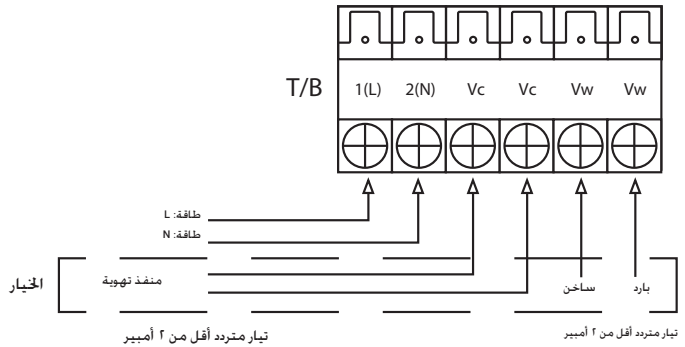 T/B 1(L) 2(N) Vc Vc Vw Vw
طاقة: L
طاقة: N
الخيار
منفذ تهوية
ساخن
بارد
تيار متردد أقل من ٢ أمبير
تيار متردد أقل من ٢ أمبير